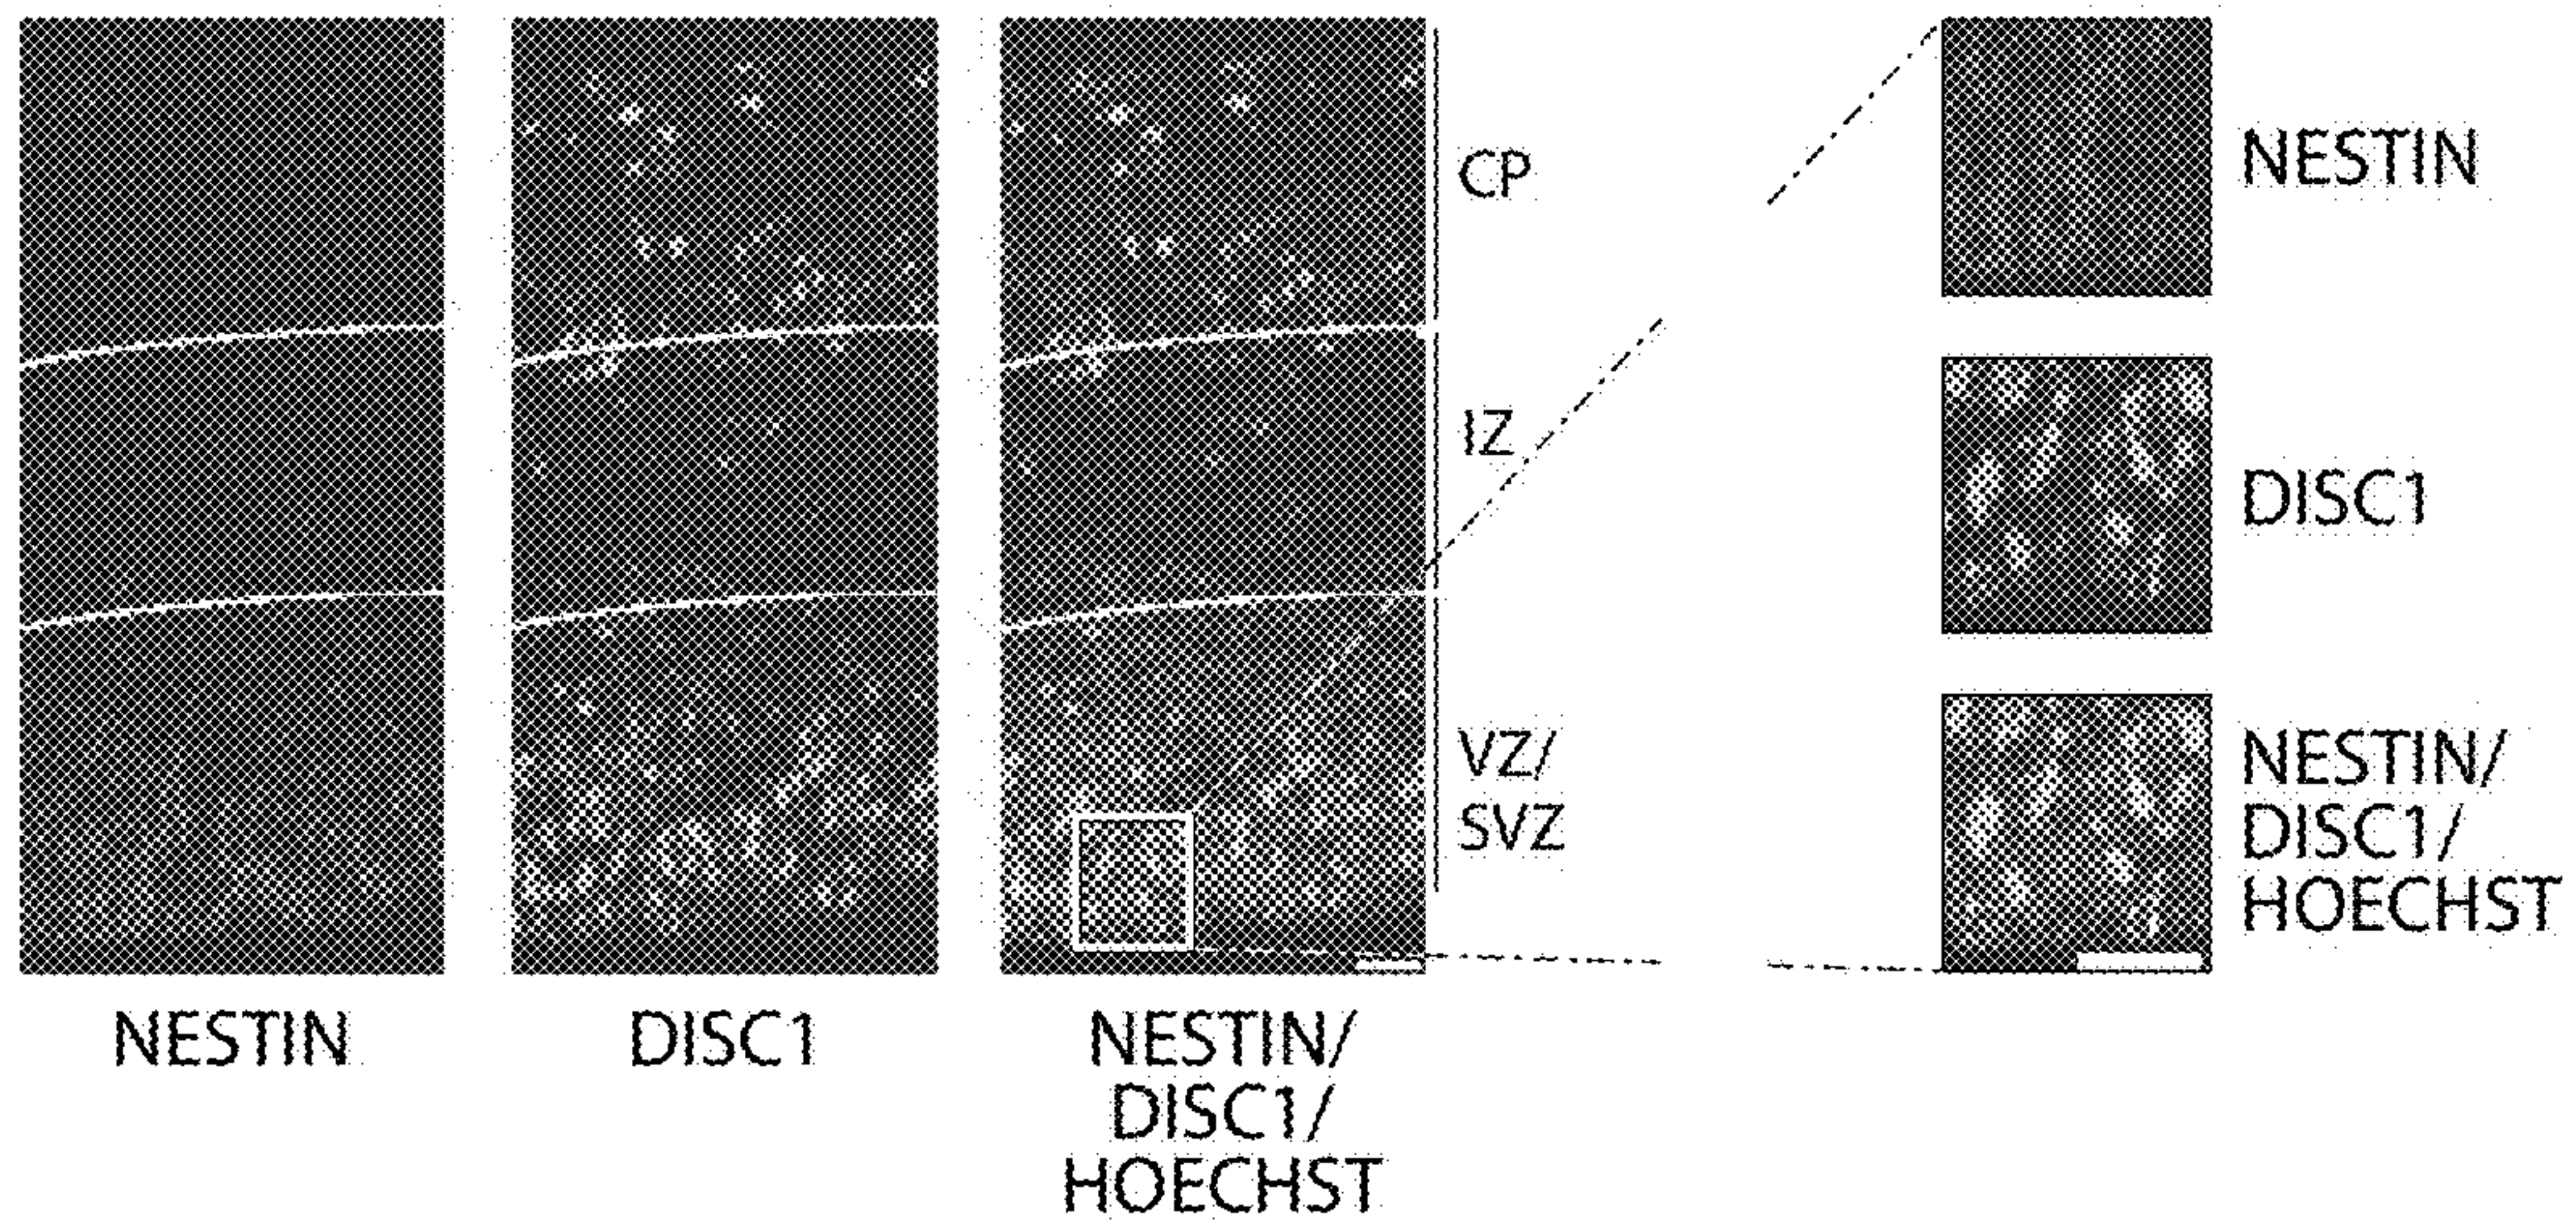 CP
IZ
VZ/
SVZ
NESTIN
DISC1
NESTIN/
DISC1/
HOECHST
NESTIN
DISC1
NESTIN/
DISC1/
HOECHST